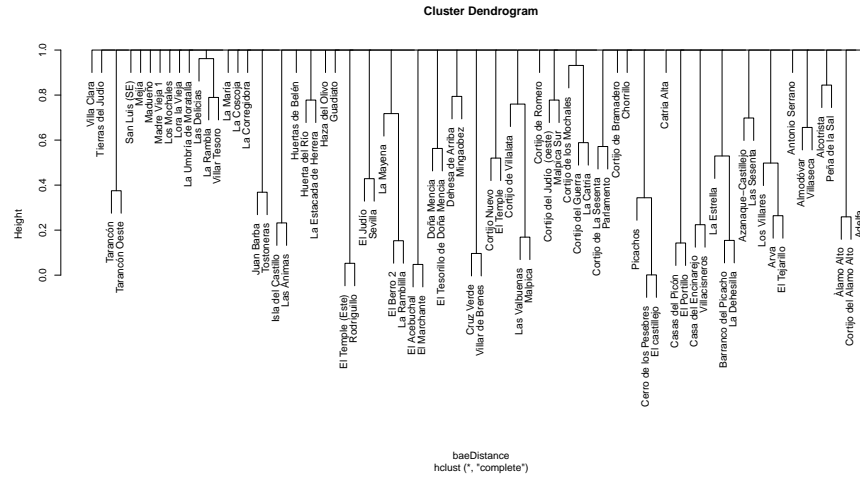 Cluster Dendrogram
Height
1.0
0.8
0.6
0.4
0.2
0.0
Villa Clara
Tierras del Judío
Tarancón
Tarancón Oeste
San Luis (SE)
Mejía
Madueño
Madre Vieja 1
Los Mochales
Lora la Vieja
La Umbría de Moratalla
Las Delicias
La Rambla
Villar Tesoro
La María
La Coscoja
La Corregidora
Juan Barba
Tostoneras
Isla del Castillo
Las Ánimas
Huertas de Belén
Huerta del Río
La Estacada de Herrera
Haza del Olivo
Guadiato
El Temple (Este)
Rodriguillo
El Judío
Sevilla
La Mayena
El Berro 2
La Ramblilla
El Acebuchal
El Marchante
Doña Mencia
El Tesorillo de Doña Mencia
Dehesa de Arriba
Mingaobez
Cruz Verde
Villar de Brenes
Cortijo Nuevo
El Temple
Cortijo de Villalata
Las Valbuenas
Malpica
Cortijo de Romero
Cortijo del Judío (oeste)
Malpica Sur
Cortijo de los Mochales
Cortijo del Guerra
La Catria
Cortijo de La Sesenta
Parlamento
Cortijo de Bramadero
Chorrillo
Picachos
Cerro de los Pesebres
El castillejo
Catria Alta
Casas del Picón
El Portillo
Casa del Encinarejo
Villacisneros
La Estrella
Barranco del Picacho
La Dehesilla
Azanaque−Castillejo
Las Sesenta
Los Villares
Arva
El Tejarillo
Antonio Serrano
Almodóvar
Villaseca
Alcotrista
Peña de la Sal
Álamo Alto
Cortijo del Alamo Alto
baeDistance
hclust (*, "complete")